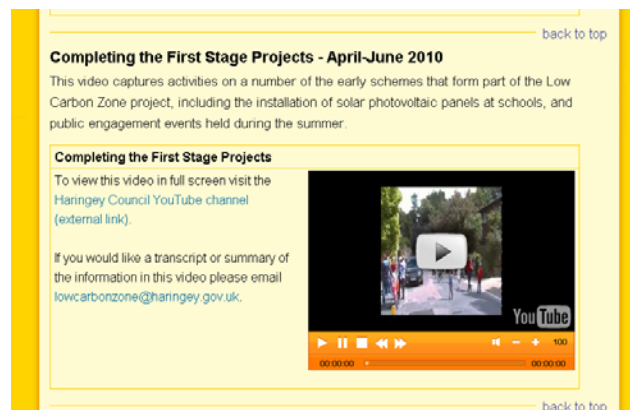 back to top
Completing the First Stage Projects - April-June 2010
This video captures activities on a number of the early schemes that form part of the Low
Carbon Zone project, including the installation of solar photovoltaic panels at schools, and
public engagement events held during the summer.
Completing the First Stage Projects
To view this video in full screen visit the
Haringey Council YouTube channel
(external link).
If you would like a transcript or summary of
the information in this video please email
lowcarbonzone@haringey.gov.uk.
YouTube
100
00:00:00
00:00:00
back to top